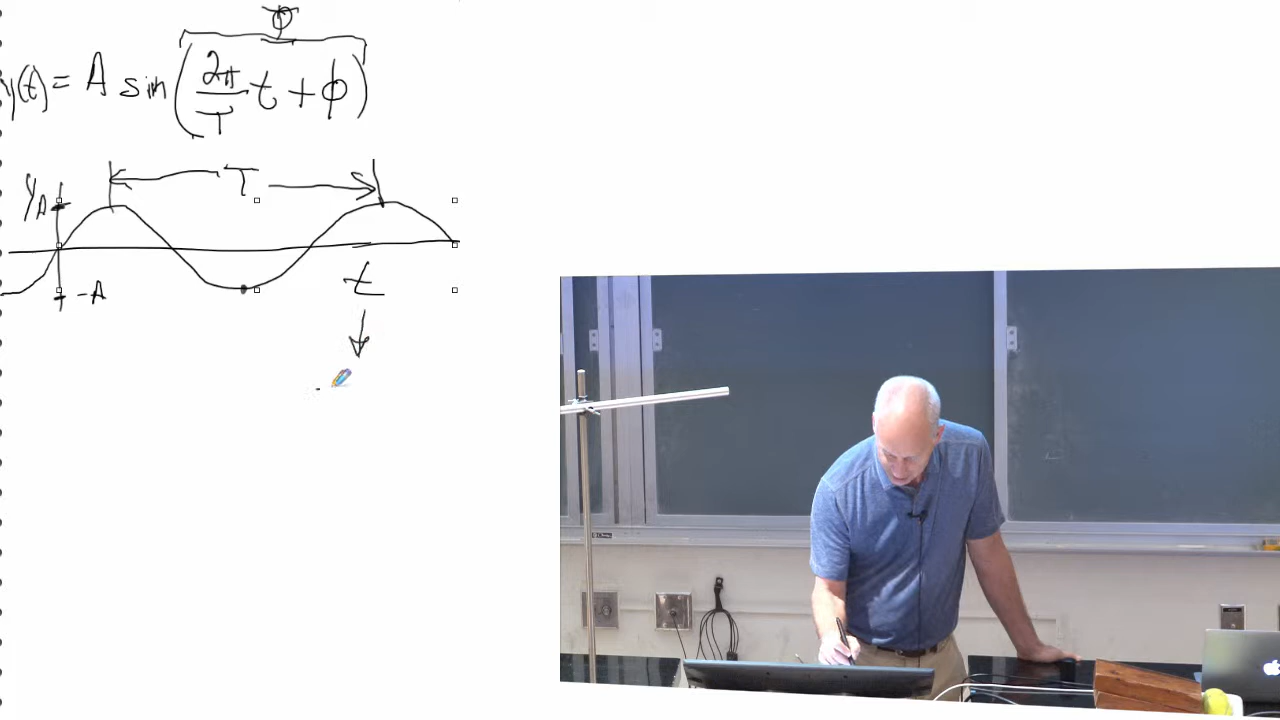 Φ
y(t) = A sin(2π/T t + ϕ)
T
y
A
-A
t